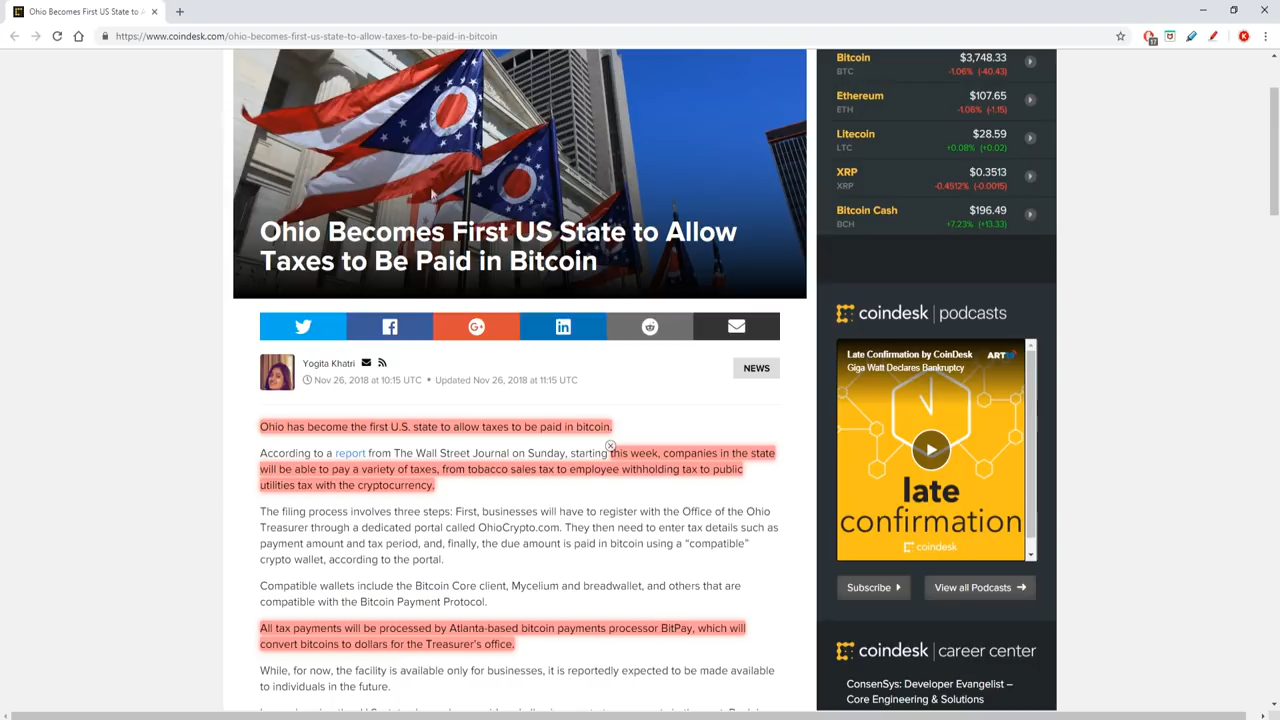 Ohio Becomes First US State to A
https://www.coindesk.com/ohio-becomes-first-us-state-to-allow-taxes-to-be-paid-in-bitcoin
Ohio Becomes First US State to Allow
Taxes to Be Paid in Bitcoin
Yogita Khatri
Nov 26, 2018 at 10:15 UTC • Updated Nov 26, 2018 at 11:15 UTC
NEWS
Ohio has become the first U.S. state to allow taxes to be paid in bitcoin.
According to a report from The Wall Street Journal on Sunday, starting this week, companies in the state
will be able to pay a variety of taxes, from tobacco sales tax to employee withholding tax to public
utilities tax with the cryptocurrency.
The filing process involves three steps: First, businesses will have to register with the Office of the Ohio
Treasurer through a dedicated portal called OhioCrypto.com. They then need to enter tax details such as
payment amount and tax period, and, finally, the due amount is paid in bitcoin using a “compatible”
crypto wallet, according to the portal.
Compatible wallets include the Bitcoin Core client, Mycelium and breadwallet, and others that are
compatible with the Bitcoin Payment Protocol.
All tax payments will be processed by Atlanta-based bitcoin payments processor BitPay, which will
convert bitcoins to dollars for the Treasurer's office.
While, for now, the facility is available only for businesses, it is reportedly expected to be made available
to individuals in the future.
Bitcoin $3,748.33
BTC -1.06% (-40.43)
Ethereum $107.65
ETH -1.06% (-1.15)
Litecoin $28.59
LTC +0.08% (+0.02)
XRP $0.3513
XRP -0.4512% (-0.0015)
Bitcoin Cash $196.49
BCH +7.23% (+13.33)
coindesk | podcasts
Late Confirmation by CoinDesk
Giga Watt Declares Bankruptcy
ART19
late
confirmation
coindesk
Subscribe
View all Podcasts
coindesk | career center
ConsenSys: Developer Evangelist –
Core Engineering & Solutions